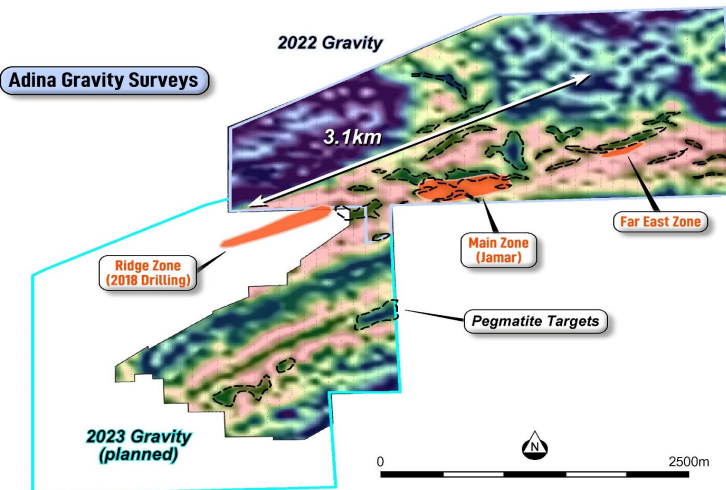 2022 Gravity
Adina Gravity Surveys
3.1km
Far East Zone
Main Zone
(Jamar)
Ridge Zone
(2018 Drilling)
Pegmatite Targets
2023 Gravity
(planned)
N
0
2500m